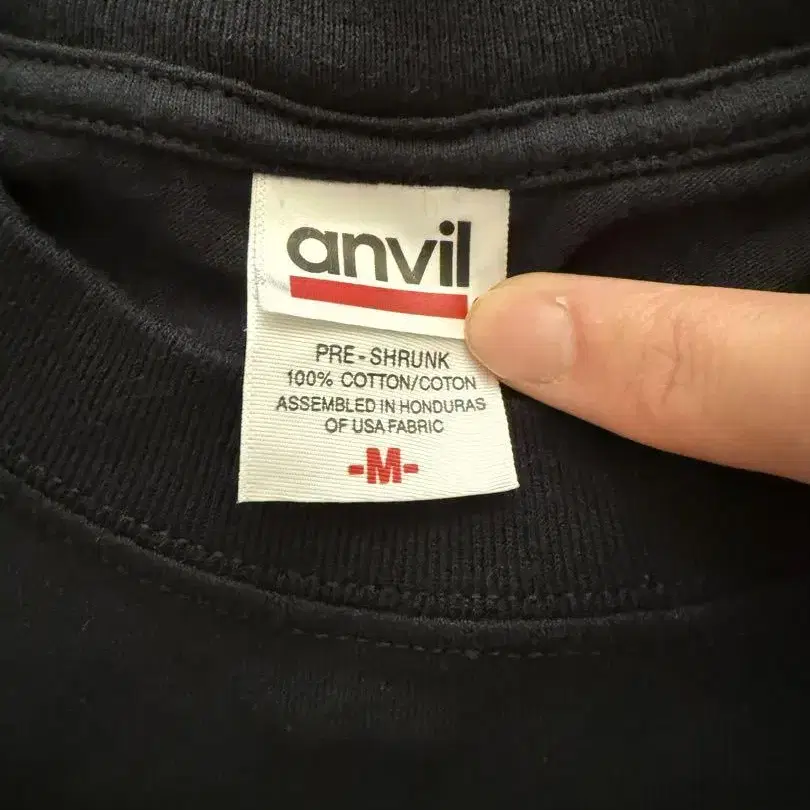 anvil
PRE-SHRUNK
100% COTTON/COTON
ASSEMBLED IN HONDURAS
OF USA FABRIC
-M-